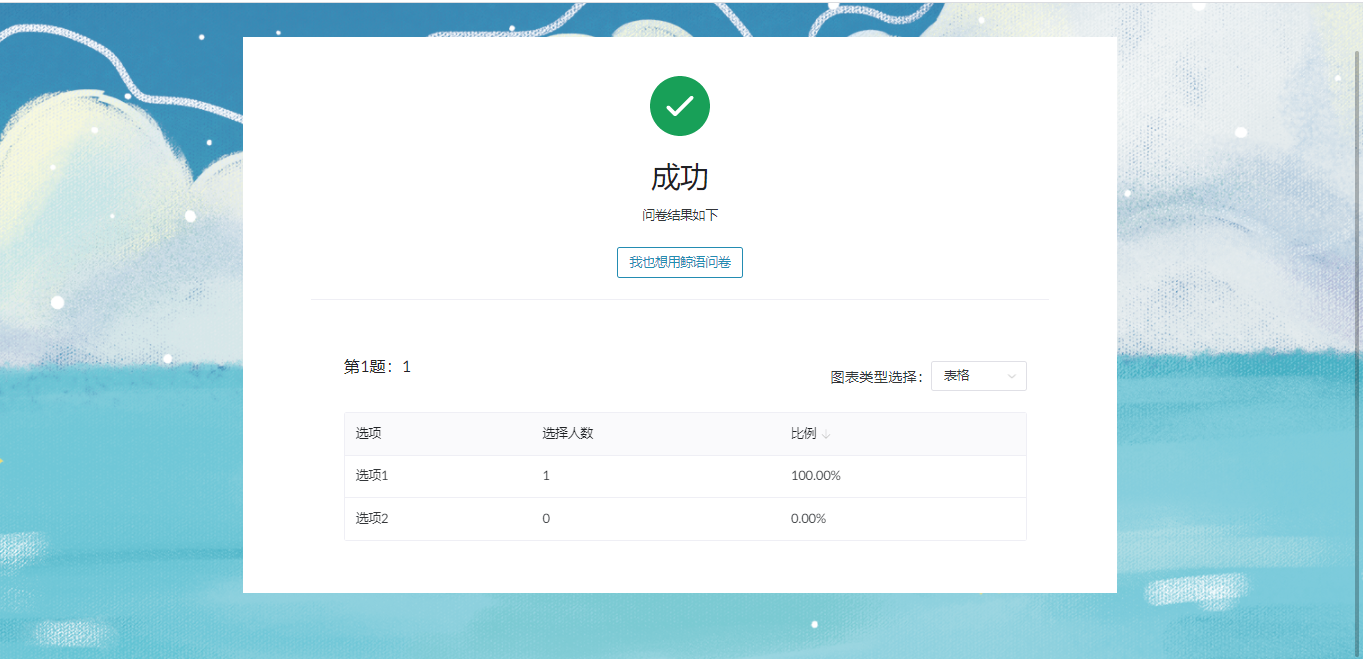 成功
问卷结果如下
我也想用鲸语问卷
第1题：1
图表类型选择： 表格
选项 选择人数 比例
选项1 1 100.00%
选项2 0 0.00%